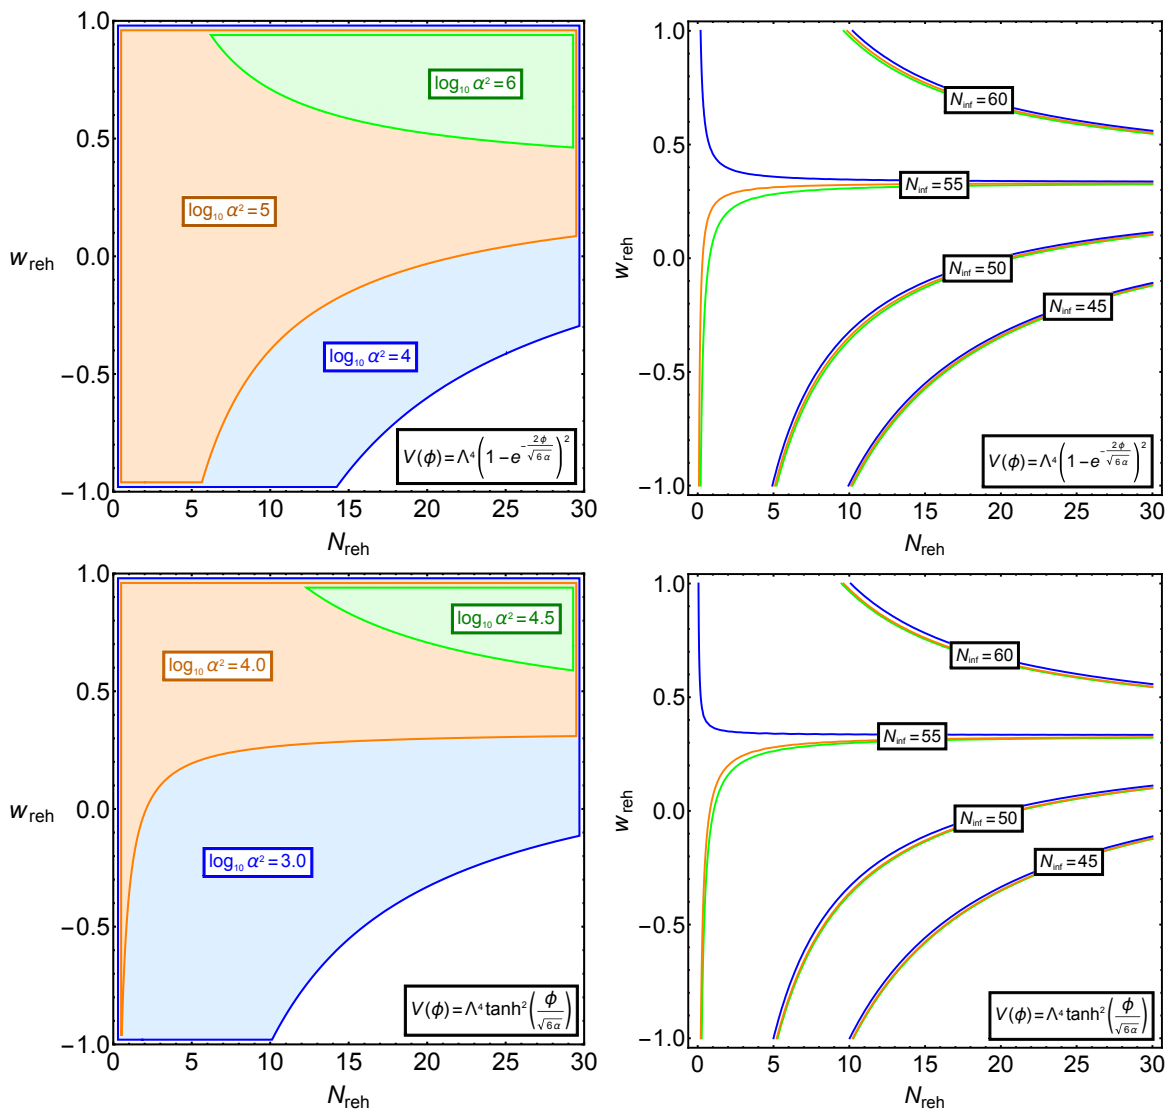 1.0
0.5
0.0
−0.5
−1.0
w_reh
0 5 10 15 20 25 30
N_reh
log₁₀ α² = 6
log₁₀ α² = 5
log₁₀ α² = 4
V(ϕ) = Λ⁴ (1 − e^{−2ϕ/√6α})²
1.0
0.5
0.0
−0.5
−1.0
w_reh
0 5 10 15 20 25 30
N_reh
N_inf = 60
N_inf = 55
N_inf = 50
N_inf = 45
V(ϕ) = Λ⁴ (1 − e^{−2ϕ/√6α})²
1.0
0.5
0.0
−0.5
−1.0
w_reh
0 5 10 15 20 25 30
N_reh
log₁₀ α² = 4.5
log₁₀ α² = 4.0
log₁₀ α² = 3.0
V(ϕ) = Λ⁴ tanh² (ϕ/√6α)
1.0
0.5
0.0
−0.5
−1.0
w_reh
0 5 10 15 20 25 30
N_reh
N_inf = 60
N_inf = 55
N_inf = 50
N_inf = 45
V(ϕ) = Λ⁴ tanh² (ϕ/√6α)